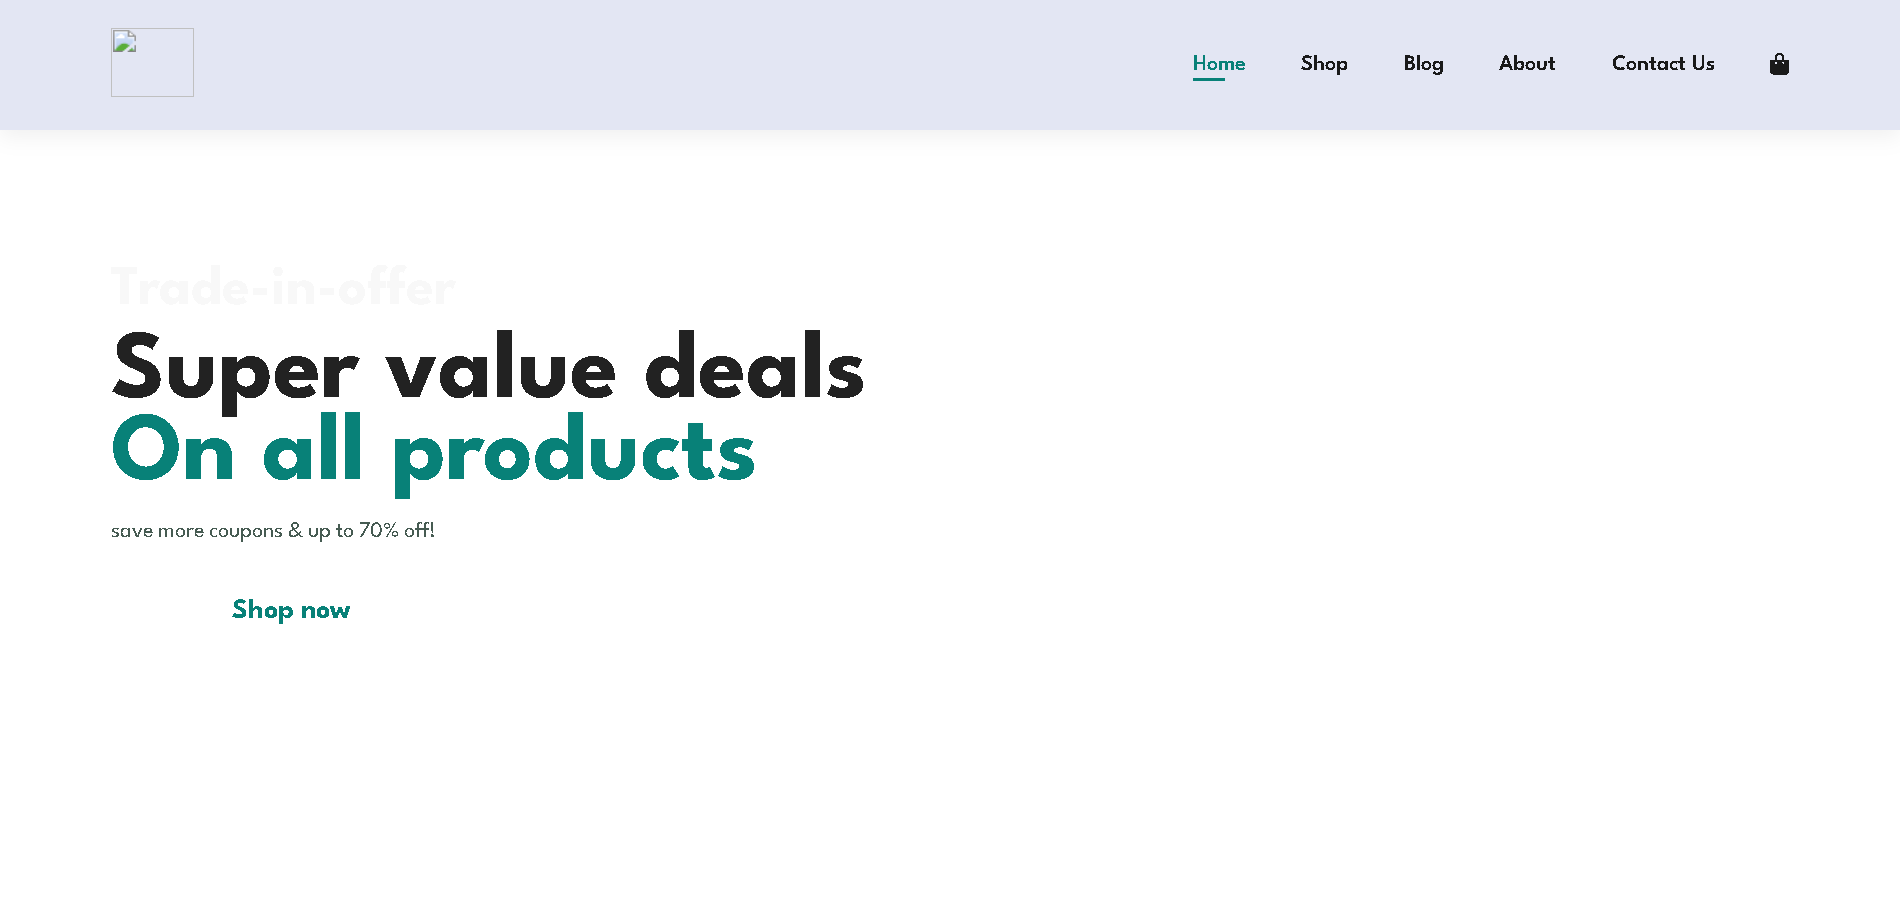 Home Shop Blog About Contact Us
Trade-in-offer
Super value deals
On all products
save more coupons & up to 70% off!
Shop now